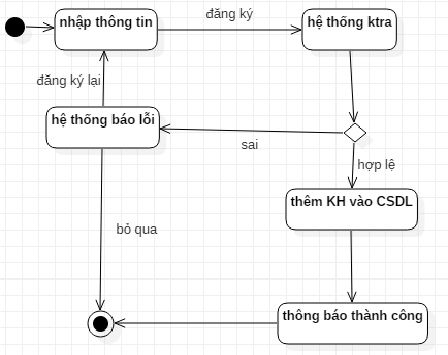 nhập thông tin
đăng ký
hệ thống ktra
đăng ký lại
hệ thống báo lỗi
sai
hợp lệ
thêm KH vào CSDL
bỏ qua
thông báo thành công